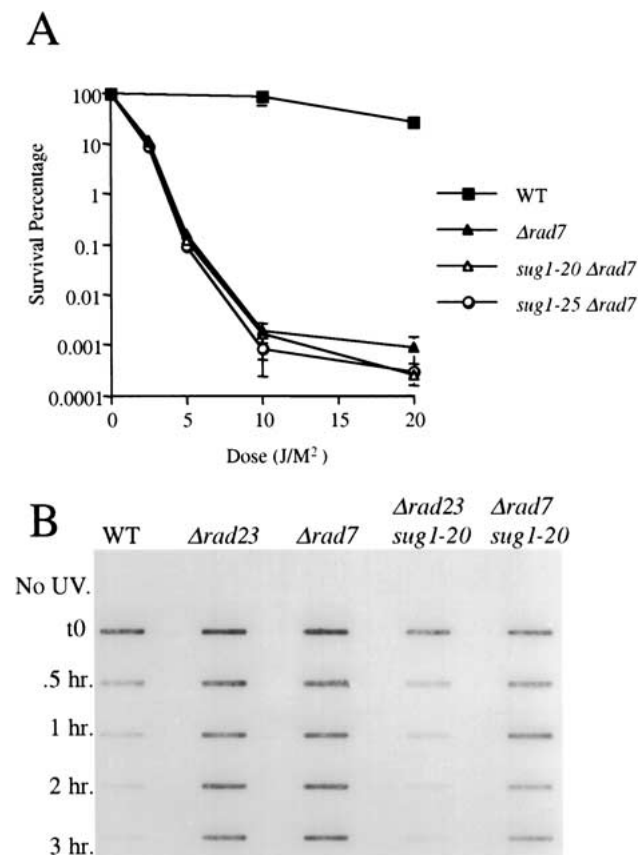 A
Survival Percentage
100
10
1
0.1
0.01
0.001
0.0001
0 5 10 15 20
Dose (J/M²)
WT
Δrad7
sug1-20 Δrad7
sug1-25 Δrad7
B
WT Δrad23 Δrad7 Δrad23 sug1-20 Δrad7 sug1-20
No UV.
t0
.5 hr.
1 hr.
2 hr.
3 hr.